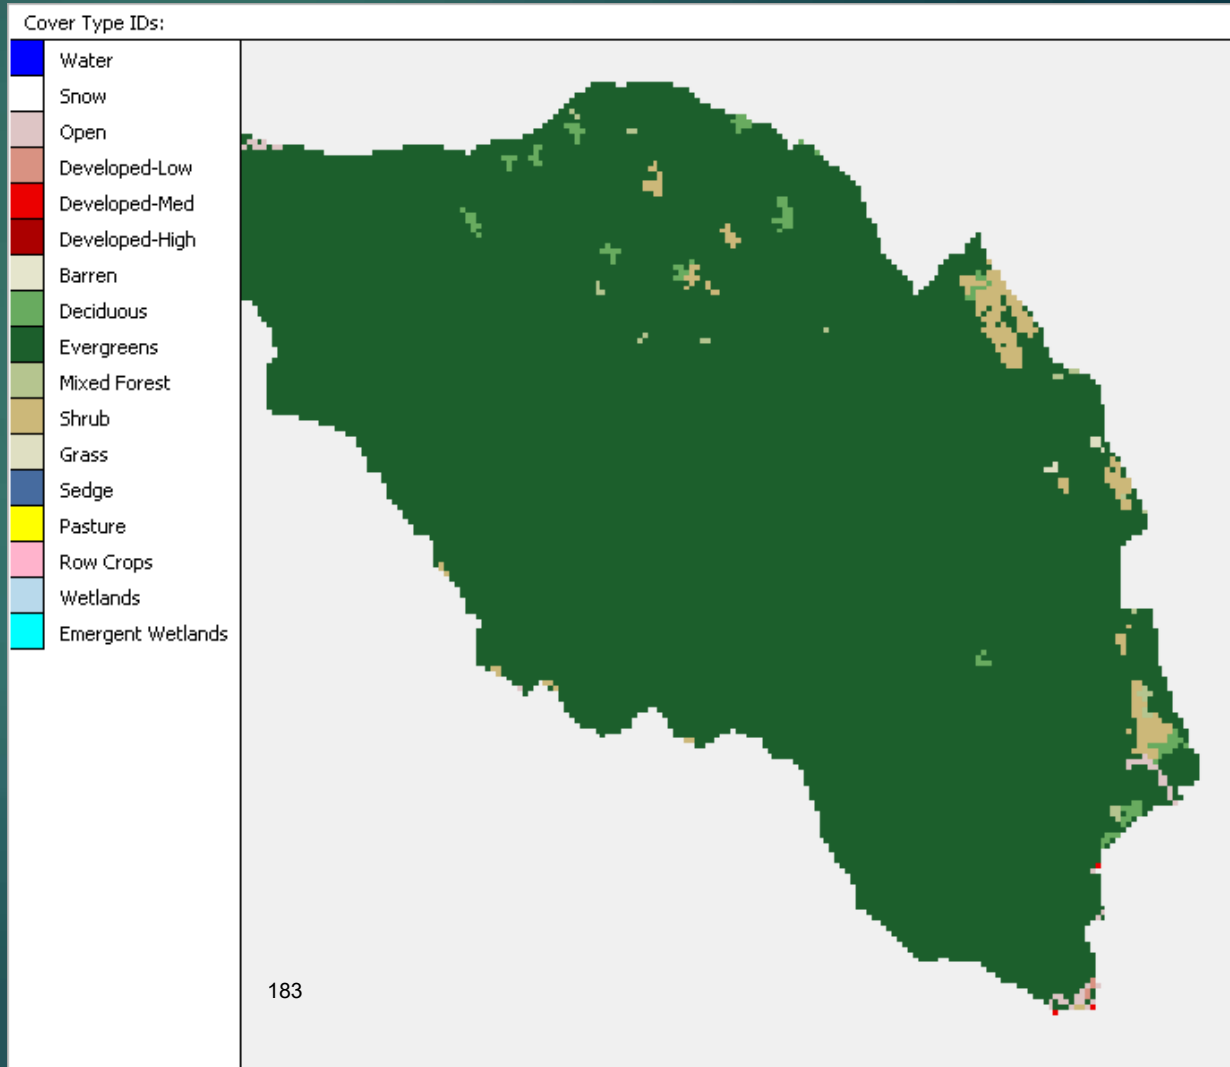 Cover Type IDs:
Water
Snow
Open
Developed-Low
Developed-Med
Developed-High
Barren
Deciduous
Evergreens
Mixed Forest
Shrub
Grass
Sedge
Pasture
Row Crops
Wetlands
Emergent Wetlands
183